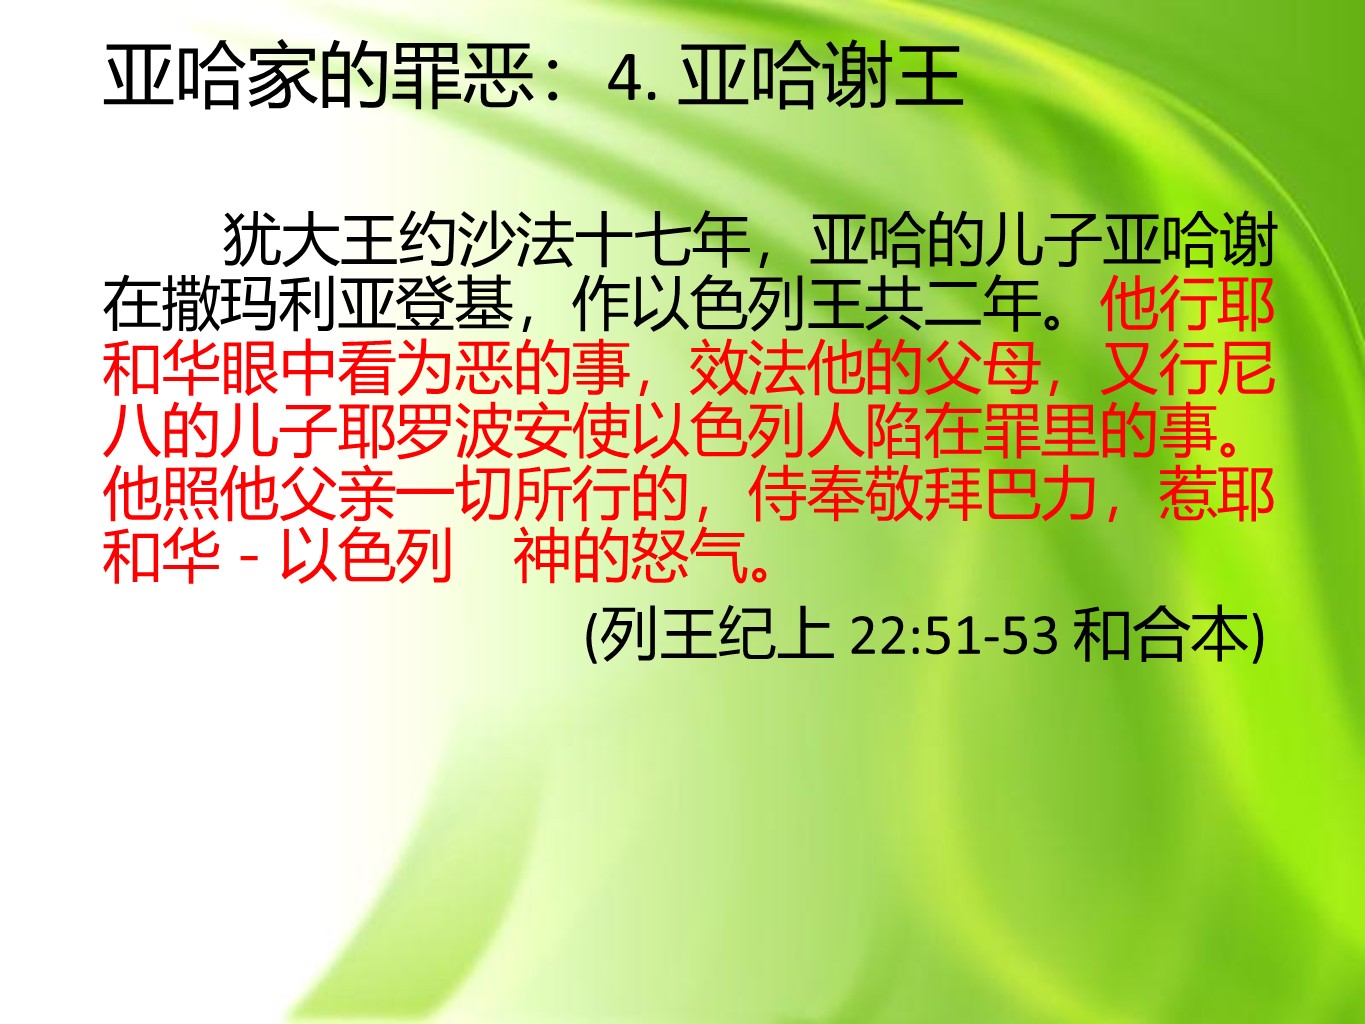 亚哈家的罪恶：4. 亚哈谢王
犹大王约沙法十七年，亚哈的儿子亚哈谢
在撒玛利亚登基，作以色列王共二年。他行耶
和华眼中看为恶的事，效法他的父母，又行尼
八的儿子耶罗波安使以色列人陷在罪里的事。
他照他父亲一切所行的，侍奉敬拜巴力，惹耶
和华－以色列　神的怒气。
(列王纪上 22:51-53 和合本)